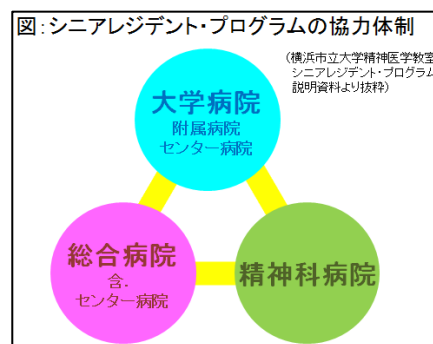 図:シニアレジデント・プログラムの協力体制
(横浜市立大学精神医学教室
シニアレジデント・プログラム
説明資料より抜粋)
大学病院
附属病院
センター病院
総合病院
含.
センター病院
精神科病院